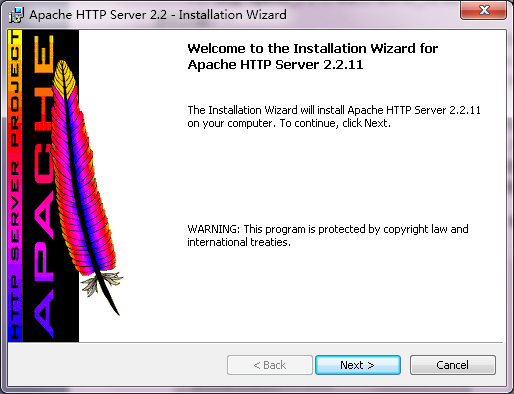 Apache HTTP Server 2.2 - Installation Wizard
HTTP SERVER PROJECT
APACHE
Welcome to the Installation Wizard for
Apache HTTP Server 2.2.11
The Installation Wizard will install Apache HTTP Server 2.2.11
on your computer. To continue, click Next.
WARNING: This program is protected by copyright law and
international treaties.
< Back
Next >
Cancel